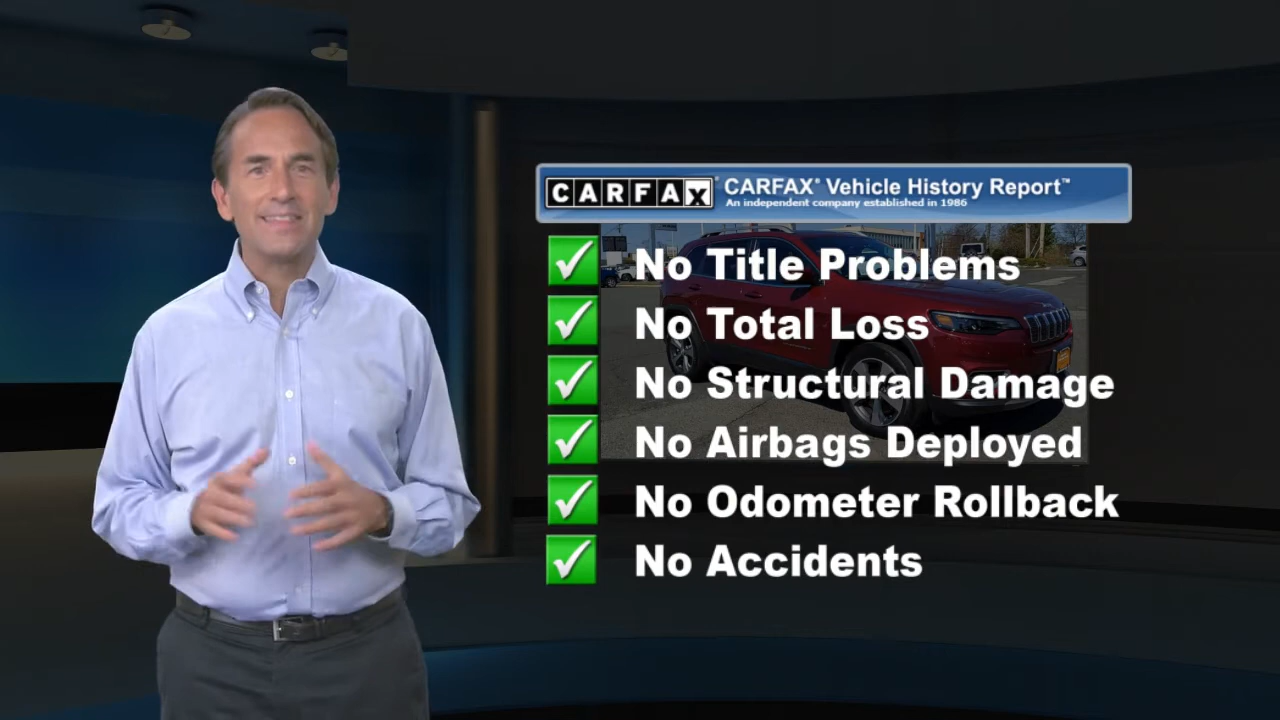 CARFAX CARFAX® Vehicle History Report™
An independent company established in 1986
No Title Problems
No Total Loss
No Structural Damage
No Airbags Deployed
No Odometer Rollback
No Accidents